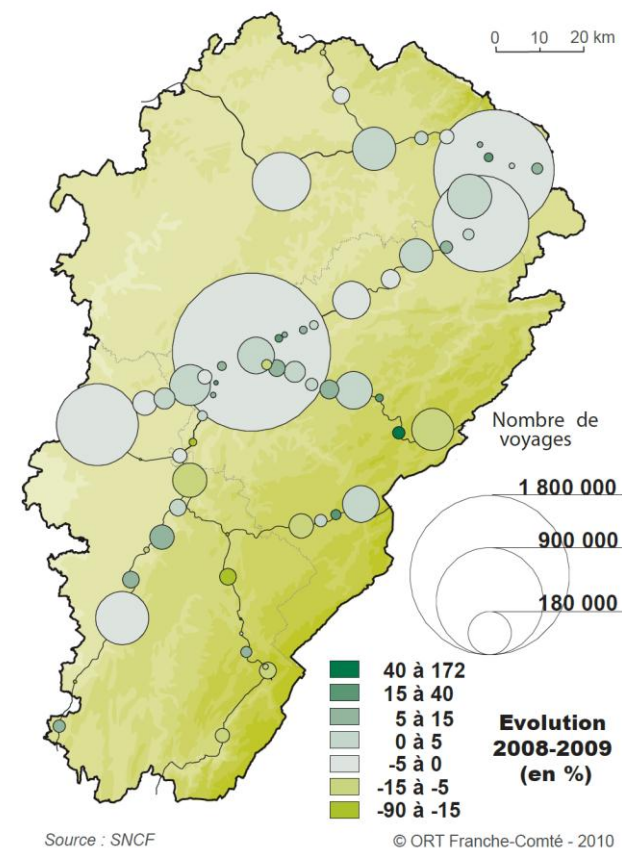 0 10 20 km
Nombre de
voyages
1 800 000
900 000
180 000
40 à 172
15 à 40
5 à 15
0 à 5
-5 à 0
-15 à -5
-90 à -15
Evolution
2008-2009
(en %)
Source : SNCF
© ORT Franche-Comté - 2010